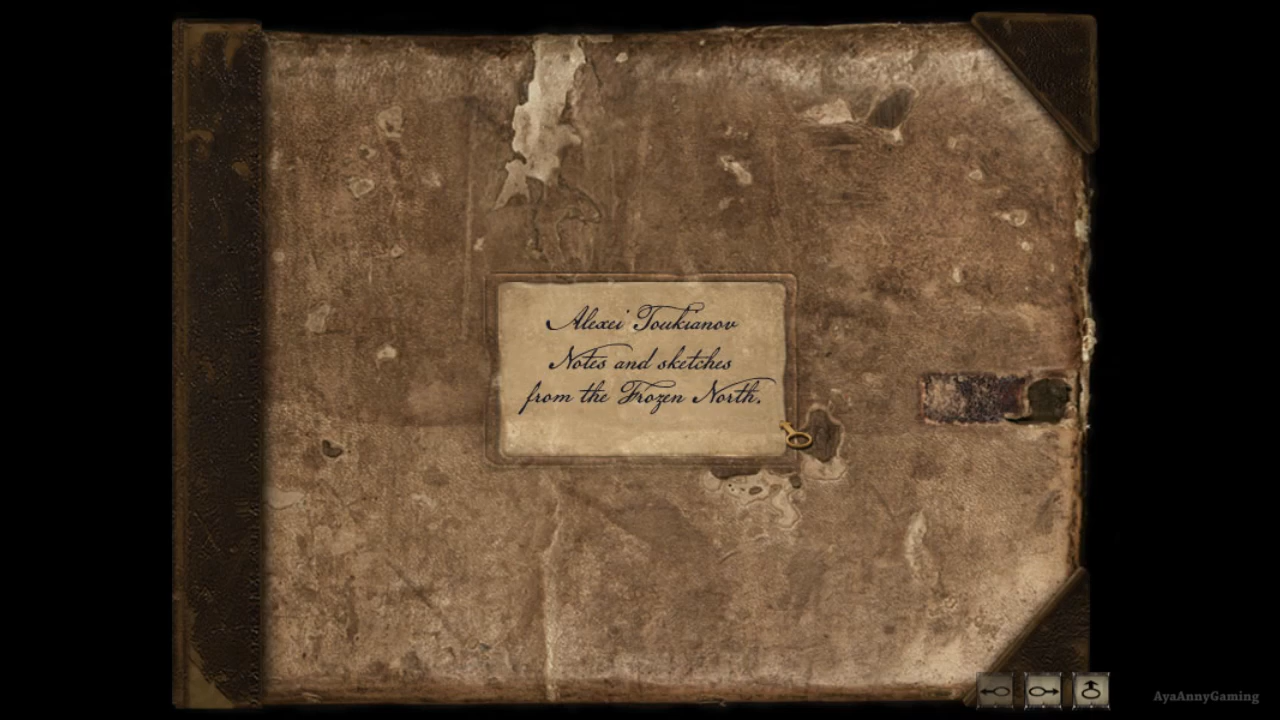 Alexei Toukianov
Notes and sketches
from the Frozen North.
AyaAnnyGaming